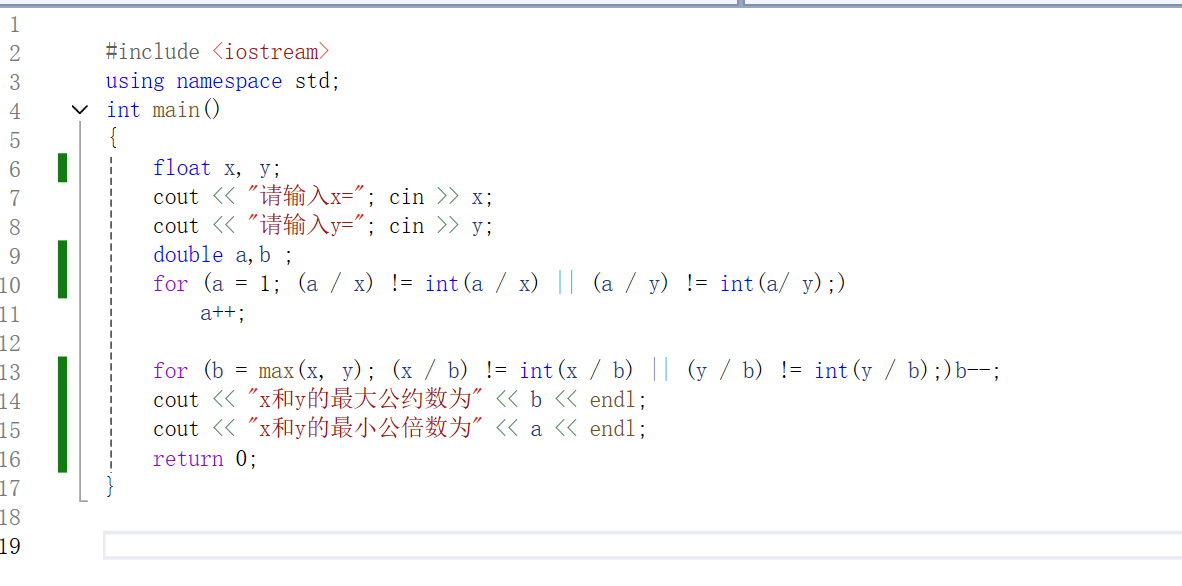 1
2 #include <iostream>
3 using namespace std;
4 int main()
5 {
6 float x, y;
7 cout << "请输入x="; cin >> x;
8 cout << "请输入y="; cin >> y;
9 double a,b ;
10 for (a = 1; (a / x) != int(a / x) || (a / y) != int(a/ y);)
11 a++;
12
13 for (b = max(x, y); (x / b) != int(x / b) || (y / b) != int(y / b);)b--;
14 cout << "x和y的最大公约数为" << b << endl;
15 cout << "x和y的最小公倍数为" << a << endl;
16 return 0;
17 }
18
19